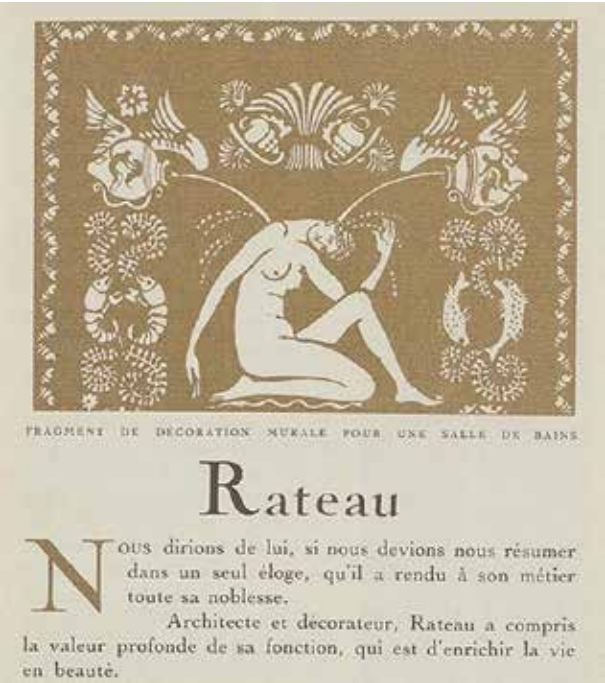 FRAGMENT DE DÉCORATION MURALE POUR UNE SALLE DE BAINS
Rateau
Nous dirions de lui, si nous devions nous résumer
dans un seul éloge, qu'il a rendu à son métier
toute sa noblesse.
Architecte et décorateur, Rateau a compris
la valeur profonde de sa fonction, qui est d'enrichir la vie
en beauté.